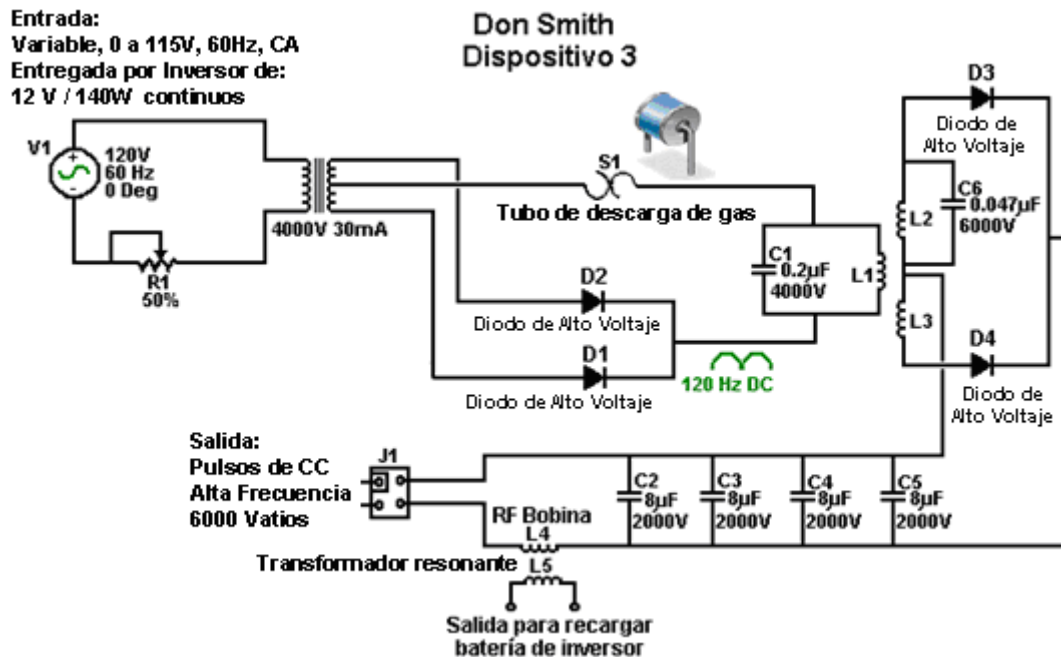 Entrada:
Variable, 0 a 115V, 60Hz, CA
Entregada por Inversor de:
12 V / 140W continuos
Don Smith
Dispositivo 3
V1
120V
60 Hz
0 Deg
4000V 30mA
R1
50%
S1
Tubo de descarga de gas
D2
Diodo de Alto Voltaje
D1
Diodo de Alto Voltaje
120 Hz DC
C1
0.2µF
4000V
L1
D3
Diodo de
Alto Voltaje
L2
C6
0.047µF
6000V
L3
D4
Diodo de
Alto Voltaje
Salida:
Pulsos de CC
Alta Frecuencia
6000 Vatios
J1
C2
8µF
2000V
C3
8µF
2000V
C4
8µF
2000V
C5
8µF
2000V
RF Bobina
L4
Transformador resonante
L5
Salida para recargar
batería de inversor